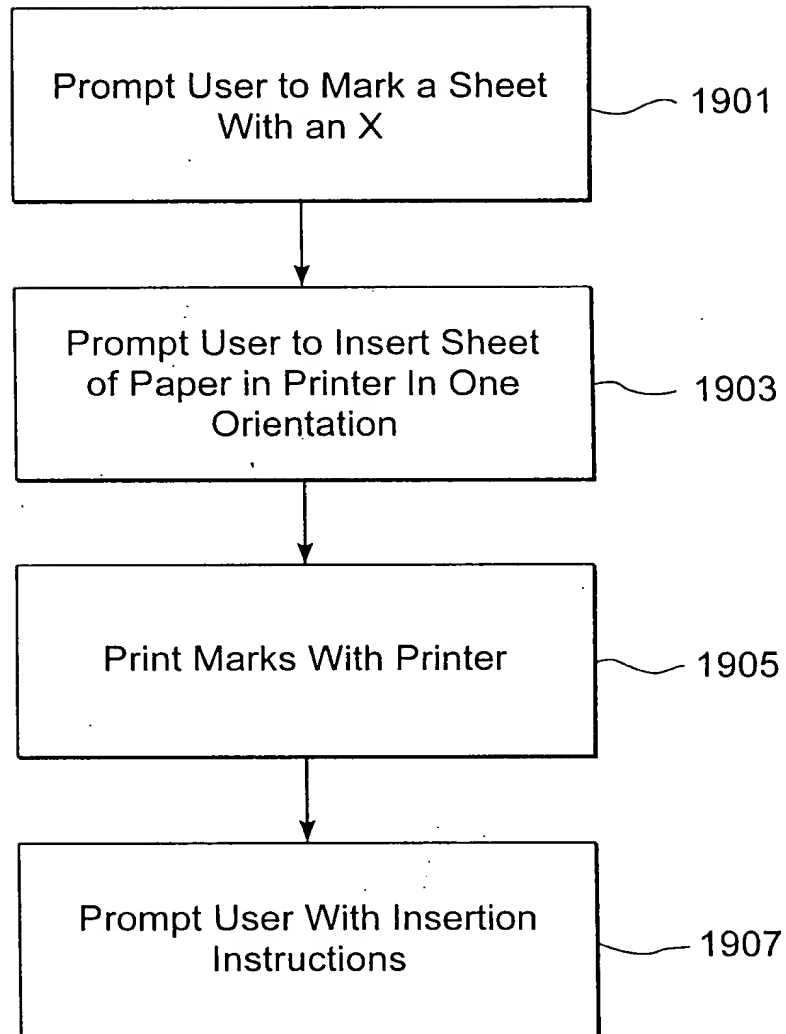 Prompt User to Mark a Sheet
With an X
1901
Prompt User to Insert Sheet
of Paper in Printer In One
Orientation
1903
Print Marks With Printer
1905
Prompt User With Insertion
Instructions
1907